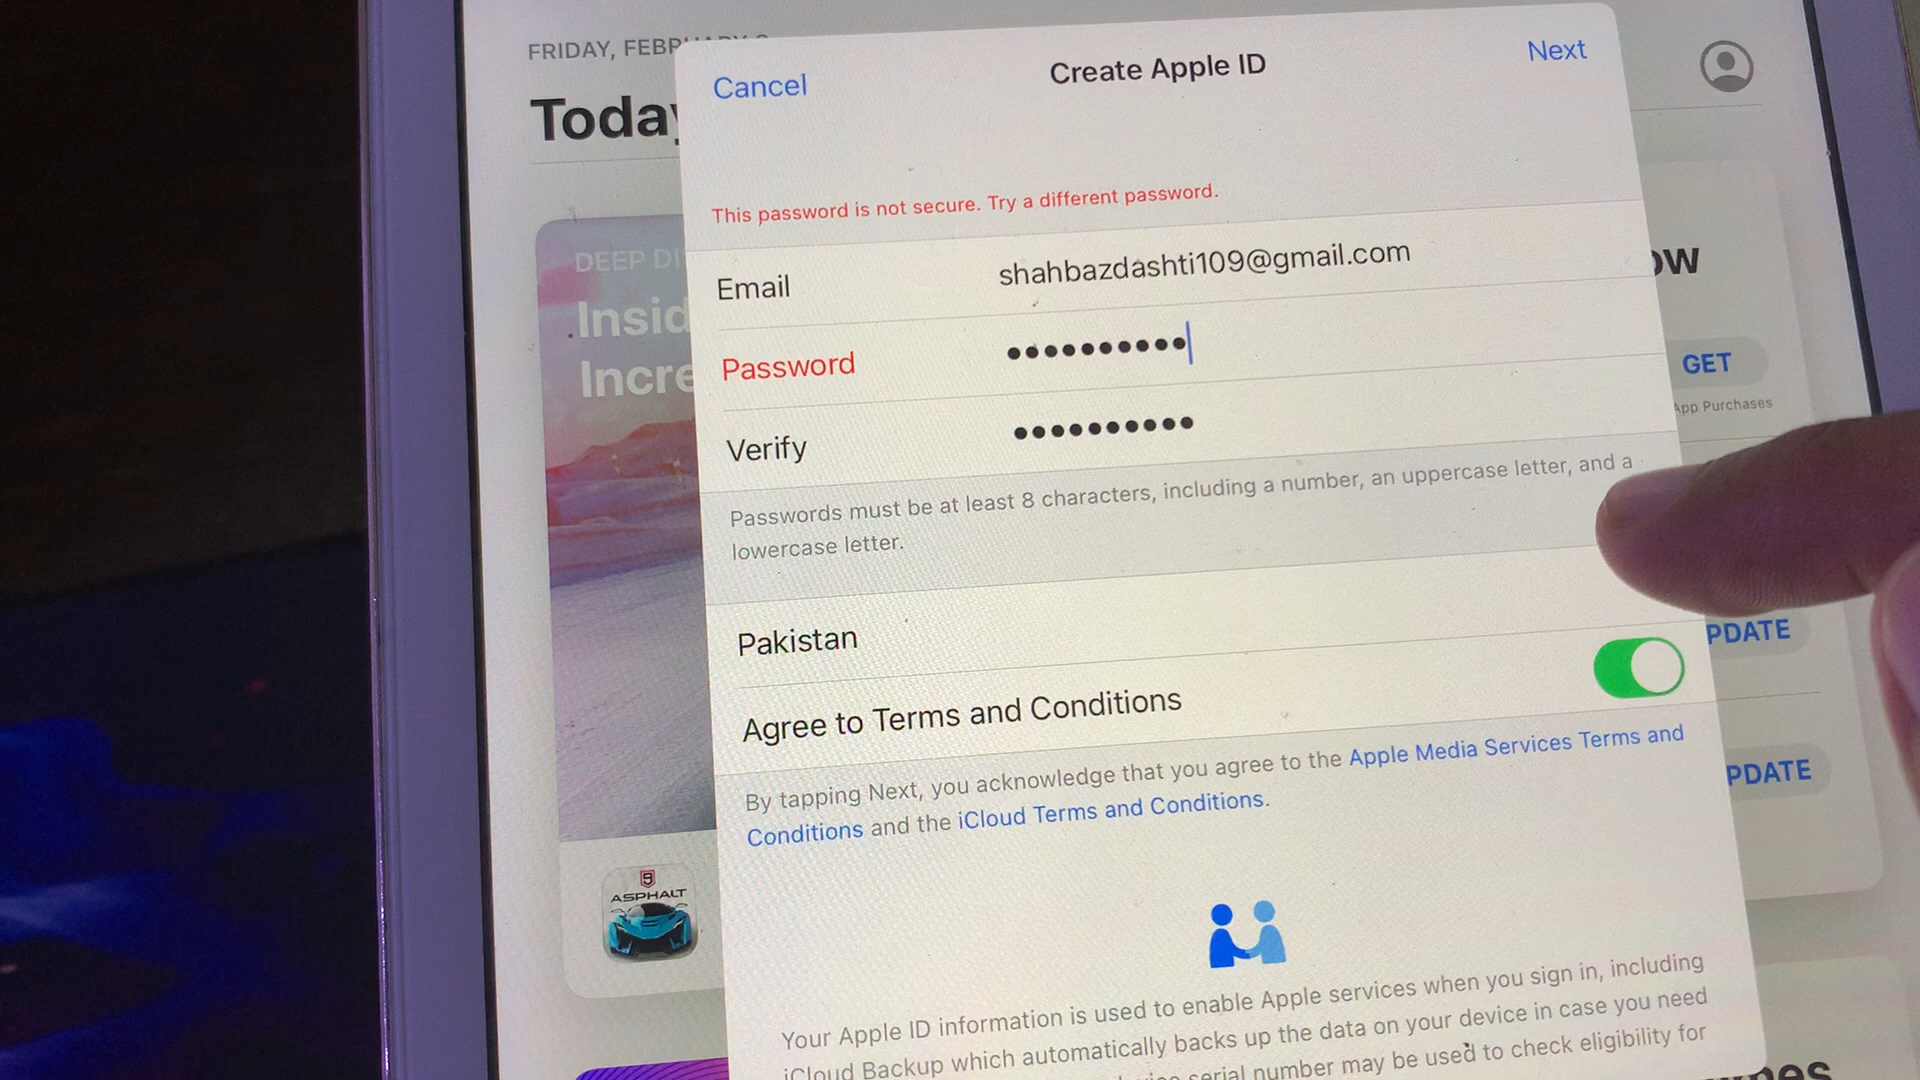 FRIDAY, FEBRUARY
Today
Cancel
Create Apple ID
Next
This password is not secure. Try a different password.
Email
shahbazdashti109@gmail.com
Password
••••••••••
Verify
••••••••••
Passwords must be at least 8 characters, including a number, an uppercase letter, and a
lowercase letter.
Pakistan
Agree to Terms and Conditions
By tapping Next, you acknowledge that you agree to the Apple Media Services Terms and
Conditions and the iCloud Terms and Conditions.
Your Apple ID information is used to enable Apple services when you sign in, including
iCloud Backup which automatically backs up the data on your device in case you need
serial number may be used to check eligibility for
DEEP DI
Insid
Incre
9
ASPHALT
OW
GET
App Purchases
PDATE
PDATE